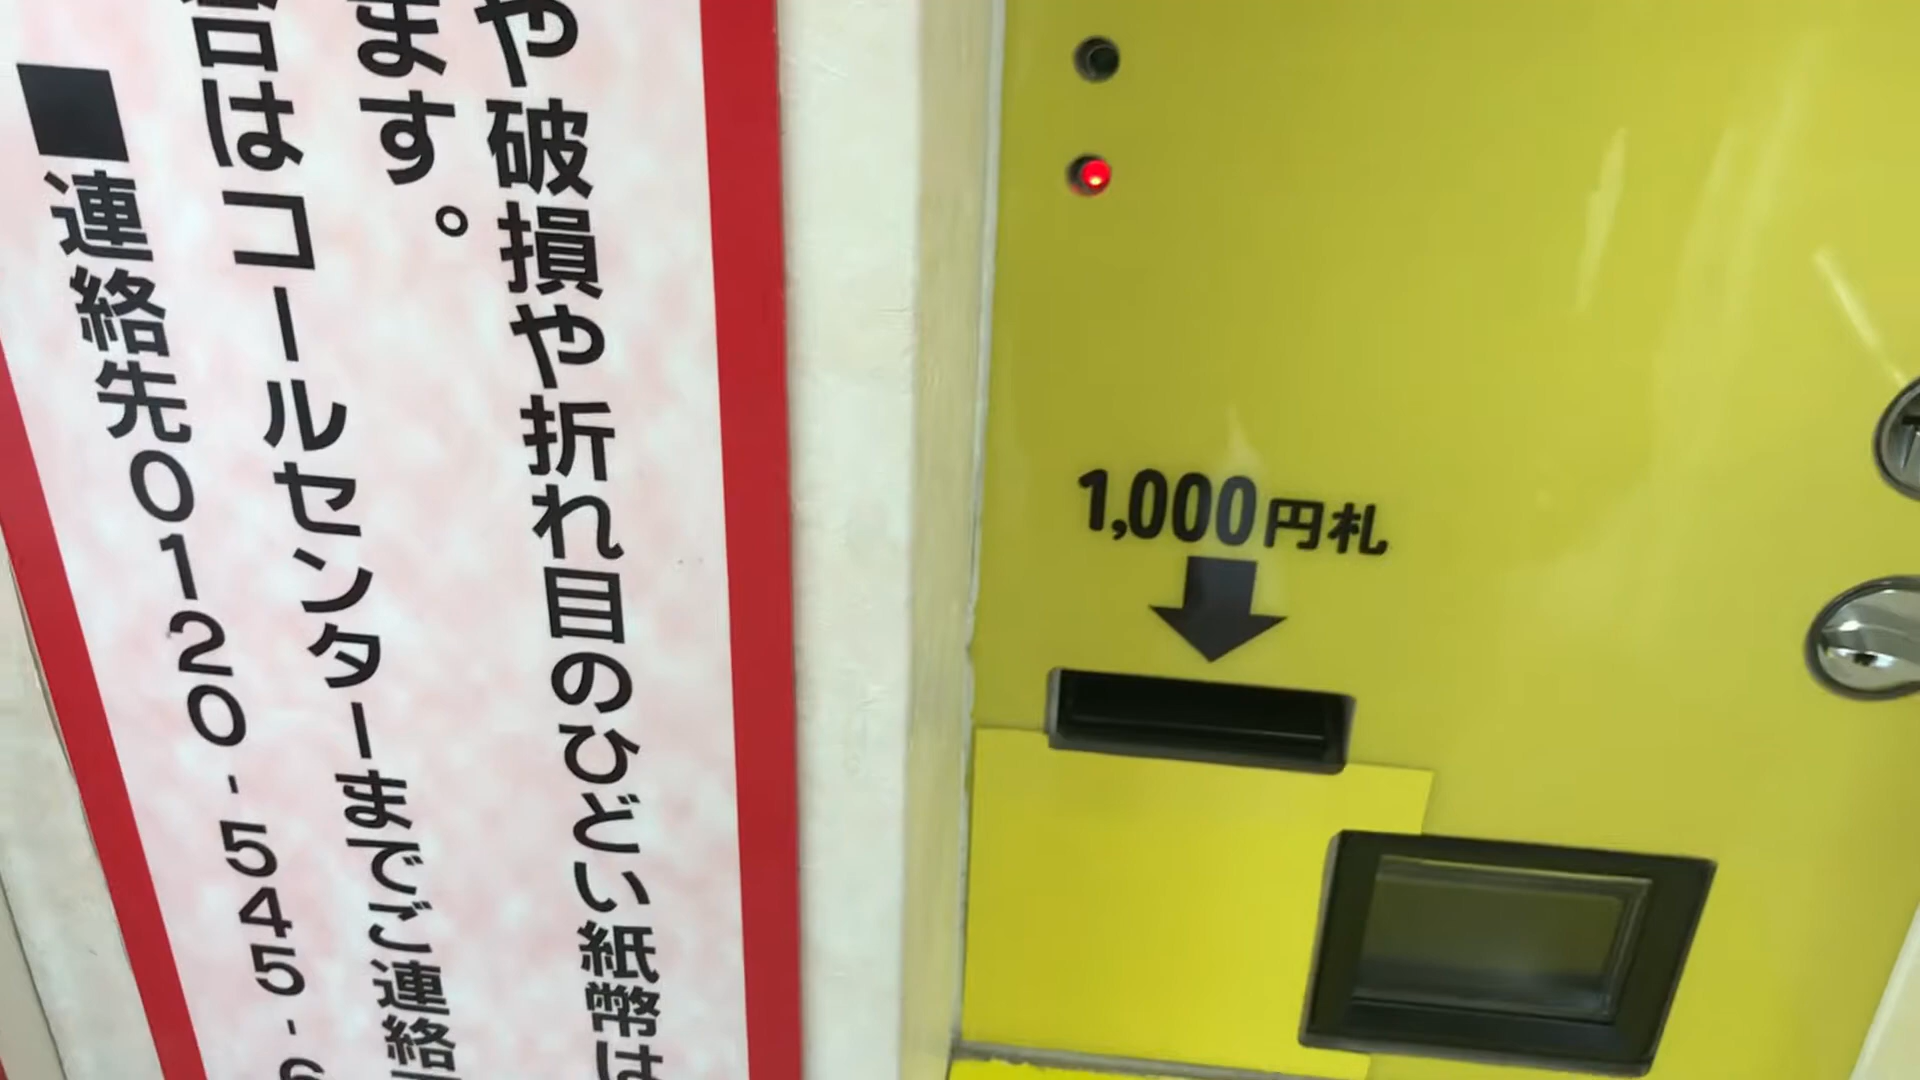 や破損や折れ目のひどい紙幣は
ます。
合はコールセンターまでご連絡
■連絡先0120-545-6
1,000円札